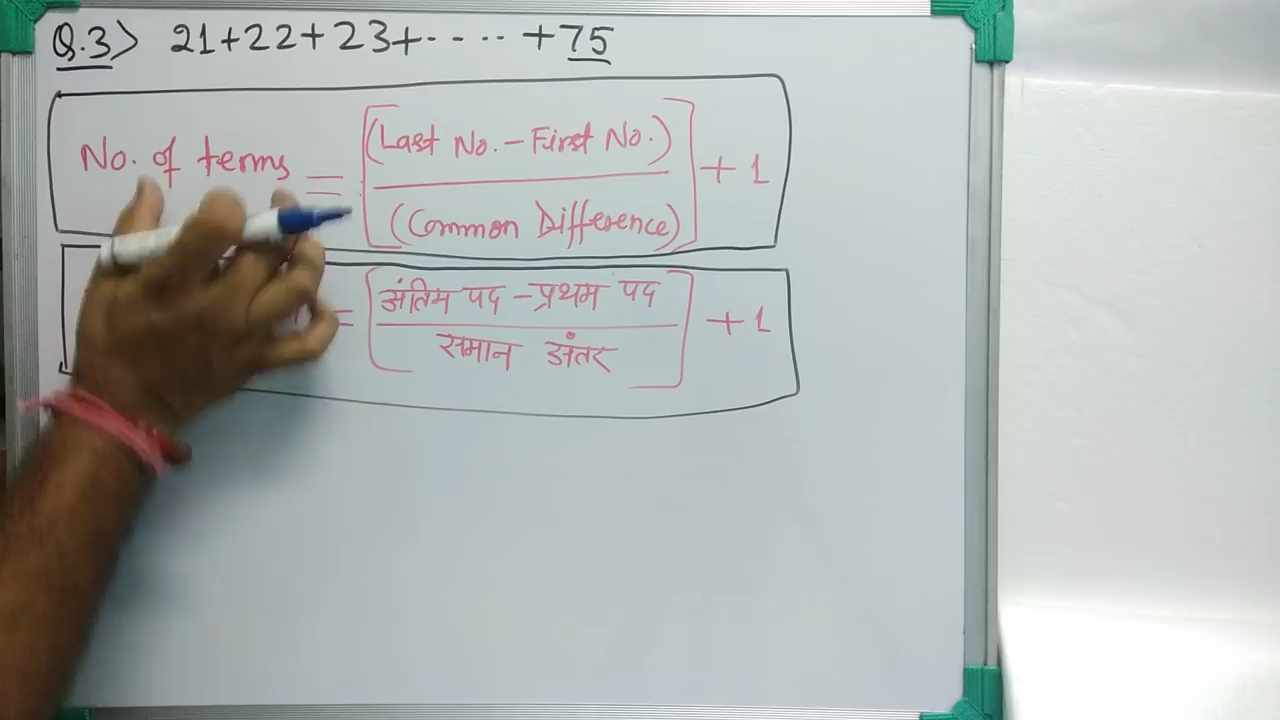 Q.3> 21+22+23+..... +75
No. of terms = [(Last No. - First No.) / (Common Difference)] + 1
= [अंतिम पद - प्रथम पद / समान अंतर] + 1